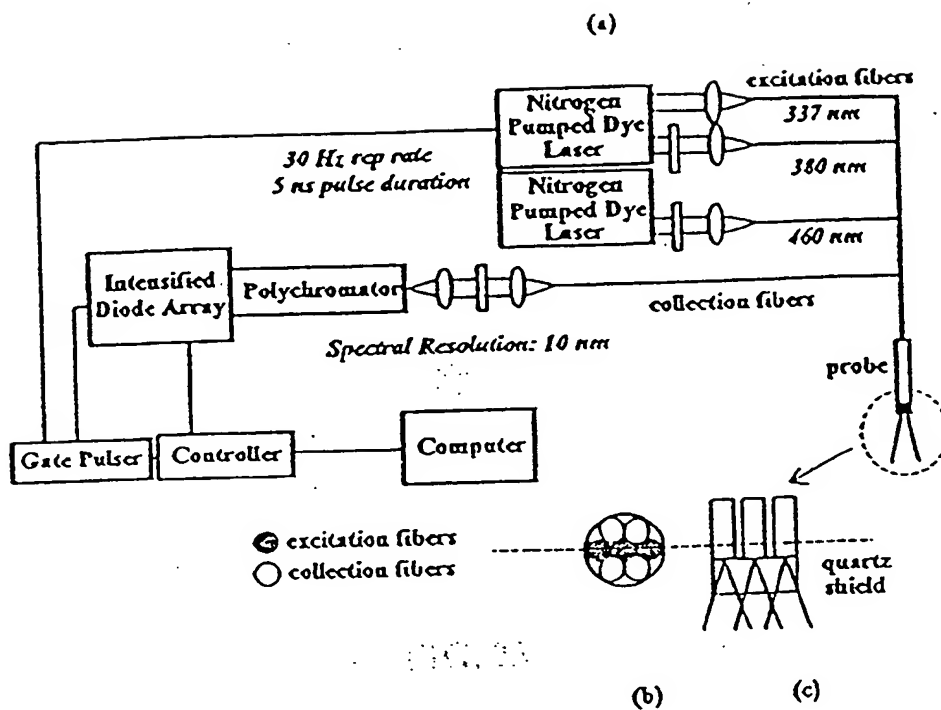 (a)
excitation fibers
Nitrogen
Pumped Dye
Laser
337 nm
380 nm
30 Hz rep rate
5 ns pulse duration
Nitrogen
Pumped Dye
Laser
460 nm
Intensified
Diode Array
Polychromator
collection fibers
Spectral Resolution: 10 nm
probe
Gate Pulser
Controller
Computer
excitation fibers
collection fibers
quartz
shield
(b)
(c)